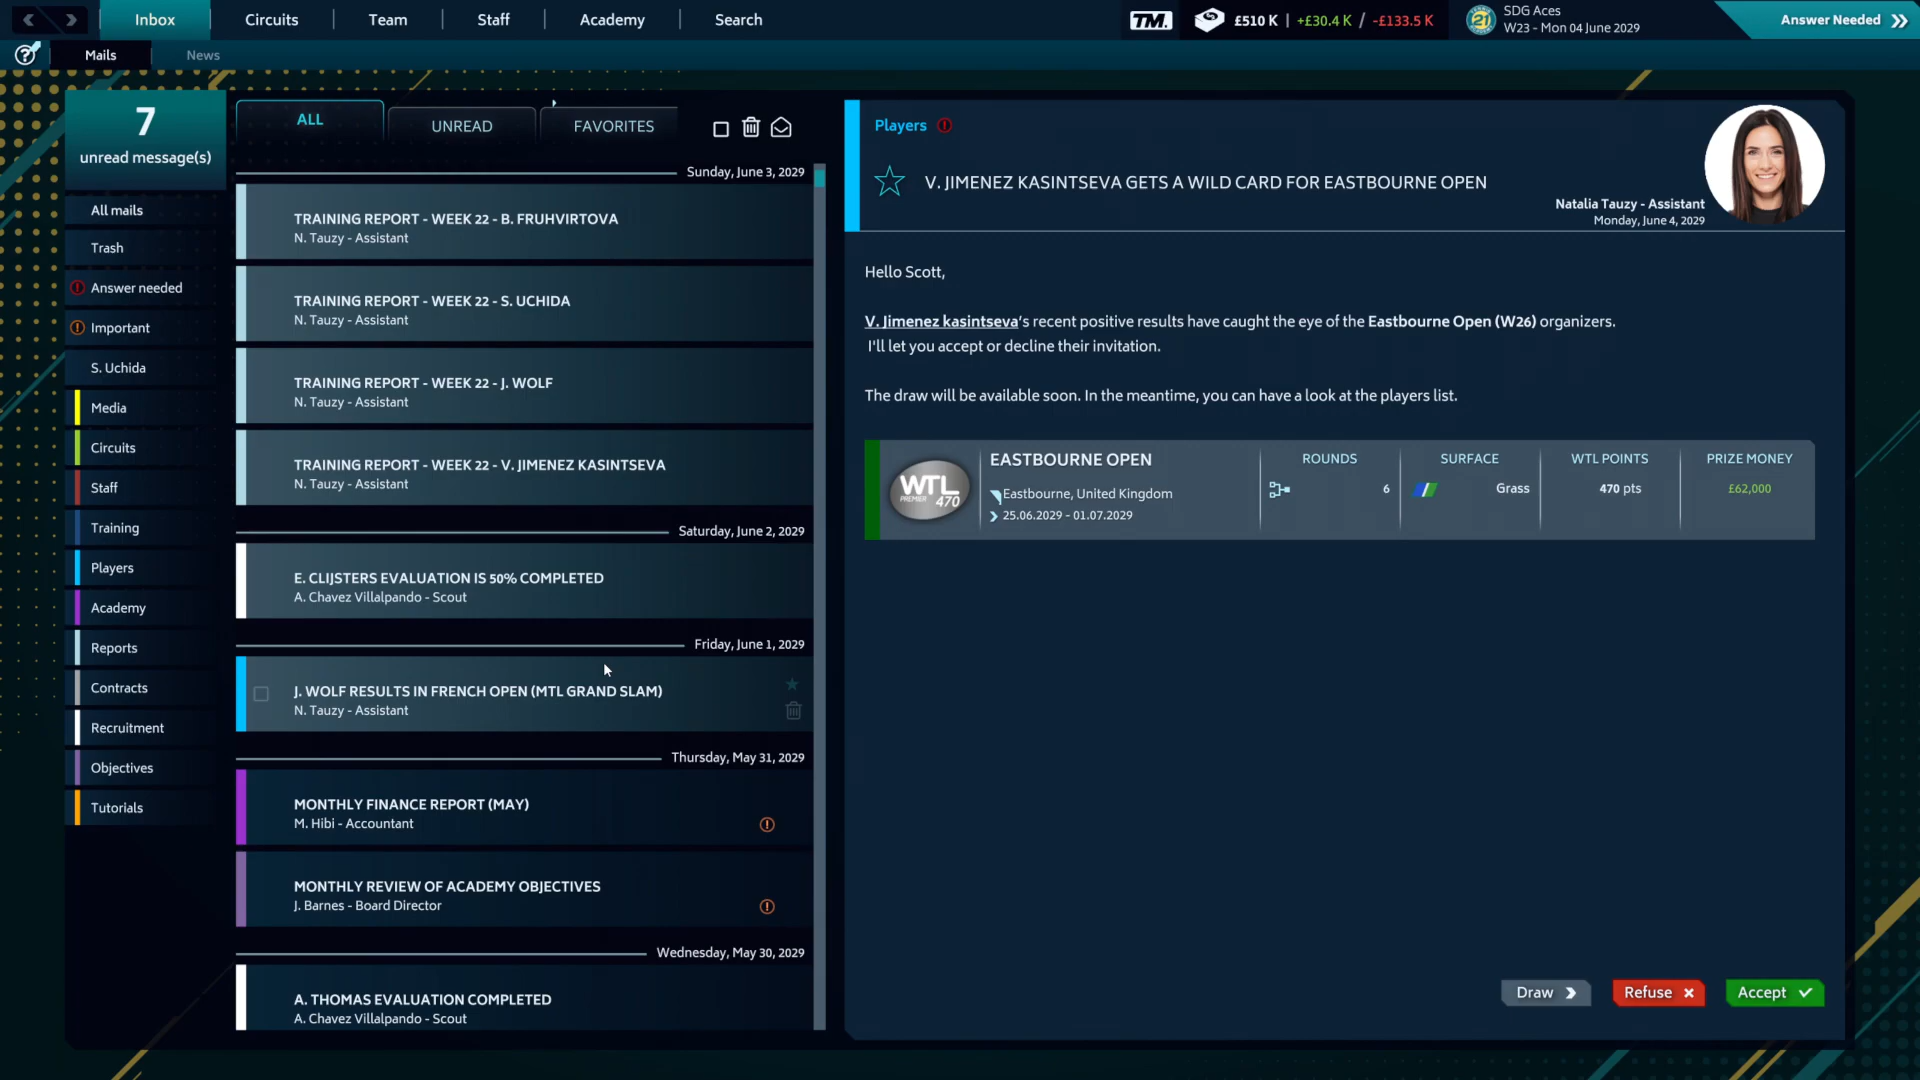 Inbox
Circuits
Team
Staff
Academy
Search
TM.
£510 K | +£30.4 K / -£133.5 K
21
SDG Aces
W23 - Mon 04 June 2029
Answer Needed
Mails
News
7
unread message(s)
All mails
Trash
Answer needed
Important
S. Uchida
Media
Circuits
Staff
Training
Players
Academy
Reports
Contracts
Recruitment
Objectives
Tutorials
ALL
UNREAD
FAVORITES
Sunday, June 3, 2029
TRAINING REPORT - WEEK 22 - B. FRUHVIRTOVA
N. Tauzy - Assistant
TRAINING REPORT - WEEK 22 - S. UCHIDA
N. Tauzy - Assistant
TRAINING REPORT - WEEK 22 - J. WOLF
N. Tauzy - Assistant
TRAINING REPORT - WEEK 22 - V. JIMENEZ KASINTSEVA
N. Tauzy - Assistant
Saturday, June 2, 2029
E. CLIJSTERS EVALUATION IS 50% COMPLETED
A. Chavez Villalpando - Scout
Friday, June 1, 2029
J. WOLF RESULTS IN FRENCH OPEN (MTL GRAND SLAM)
N. Tauzy - Assistant
Thursday, May 31, 2029
MONTHLY FINANCE REPORT (MAY)
M. Hibi - Accountant
MONTHLY REVIEW OF ACADEMY OBJECTIVES
J. Barnes - Board Director
Wednesday, May 30, 2029
A. THOMAS EVALUATION COMPLETED
A. Chavez Villalpando - Scout
Players
V. JIMENEZ KASINTSEVA GETS A WILD CARD FOR EASTBOURNE OPEN
Natalia Tauzy - Assistant
Monday, June 4, 2029
Hello Scott,
V. Jimenez kasintseva's recent positive results have caught the eye of the Eastbourne Open (W26) organizers.
I'll let you accept or decline their invitation.
The draw will be available soon. In the meantime, you can have a look at the players list.
WTL
PREMIER 470
EASTBOURNE OPEN
Eastbourne, United Kingdom
25.06.2029 - 01.07.2029
ROUNDS
6
SURFACE
Grass
WTL POINTS
470 pts
PRIZE MONEY
£62,000
Draw
Refuse
Accept